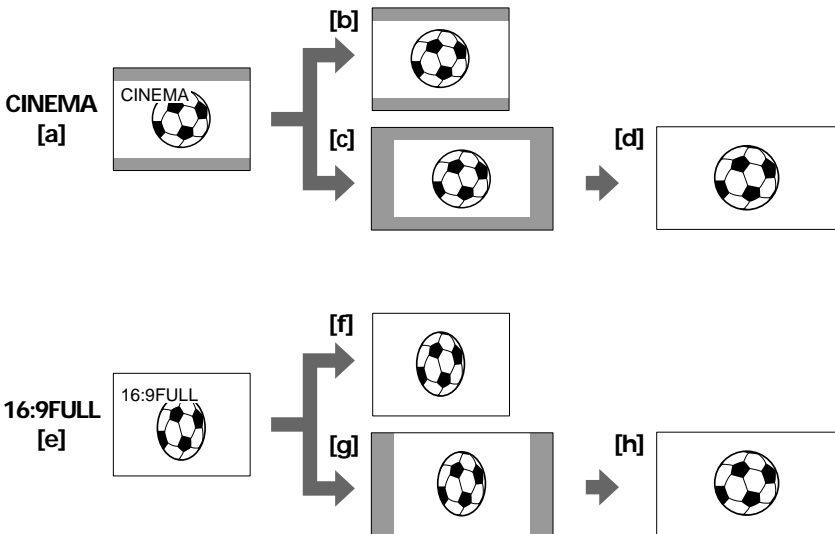 [b]
CINEMA
[a]
CINEMA
[c]
[d]
[f]
16:9FULL
[e]
16:9FULL
[g]
[h]